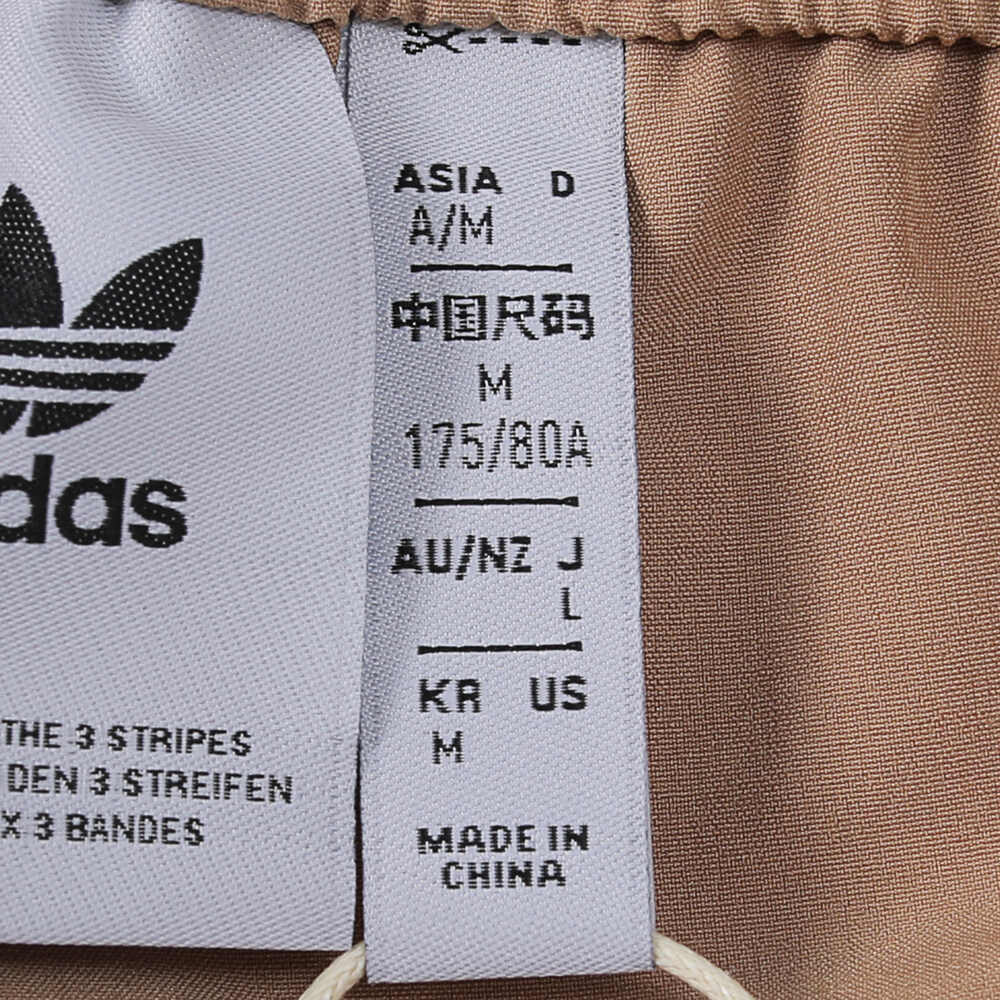 adidas
THE 3 STRIPES
DEN 3 STREIFEN
X 3 BANDES
ASIA D
A/M
中国尺码
M
175/80A
AU/NZ J
L
KR US
M
MADE IN
CHINA